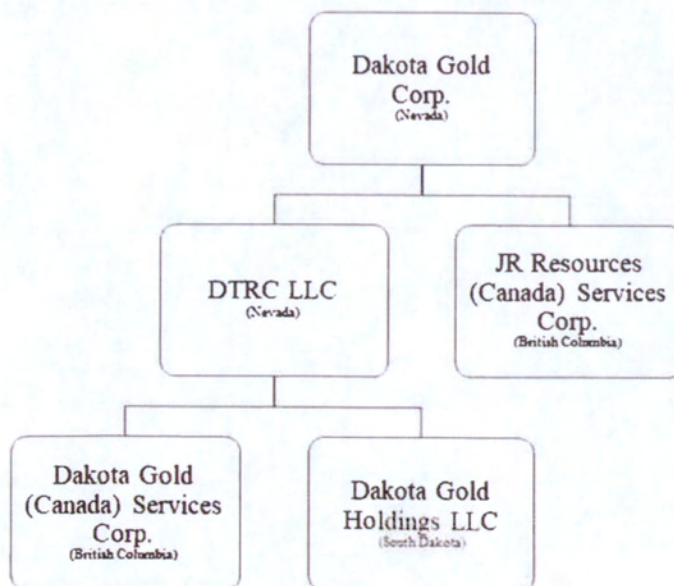 Dakota Gold
Corp.
(Nevada)
DTRC LLC
(Nevada)
JR Resources
(Canada) Services
Corp.
(British Columbia)
Dakota Gold
(Canada) Services
Corp.
(British Columbia)
Dakota Gold
Holdings LLC
(South Dakota)